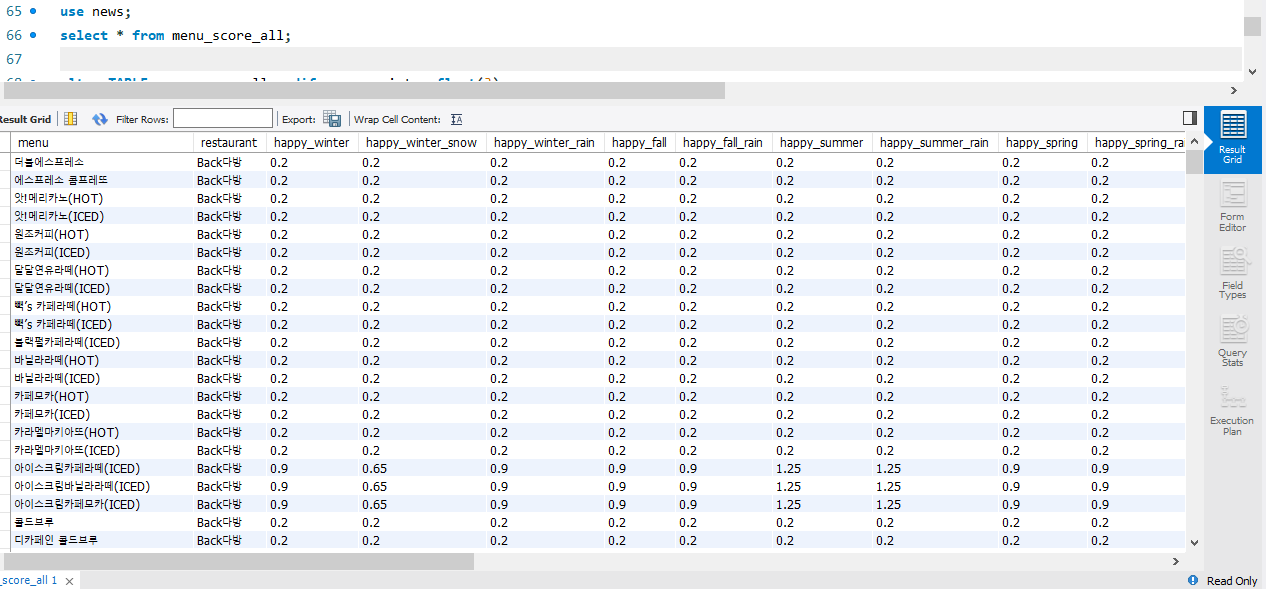 65 use news;
66 select * from menu_score_all;
67
Result Grid Filter Rows: Export: Wrap Cell Content:
menu restaurant happy_winter happy_winter_snow happy_winter_rain happy_fall happy_fall_rain happy_summer happy_summer_rain happy_spring happy_spring_rai
더블에스프레소 Back다방 0.2 0.2 0.2 0.2 0.2 0.2 0.2 0.2 0.2
에스프레소 콤프레또 Back다방 0.2 0.2 0.2 0.2 0.2 0.2 0.2 0.2 0.2
앗!메리카노(HOT) Back다방 0.2 0.2 0.2 0.2 0.2 0.2 0.2 0.2 0.2
앗!메리카노(ICED) Back다방 0.2 0.2 0.2 0.2 0.2 0.2 0.2 0.2 0.2
원조커피(HOT) Back다방 0.2 0.2 0.2 0.2 0.2 0.2 0.2 0.2 0.2
원조커피(ICED) Back다방 0.2 0.2 0.2 0.2 0.2 0.2 0.2 0.2 0.2
달달연유라떼(HOT) Back다방 0.2 0.2 0.2 0.2 0.2 0.2 0.2 0.2 0.2
달달연유라떼(ICED) Back다방 0.2 0.2 0.2 0.2 0.2 0.2 0.2 0.2 0.2
빽’s 카페라떼(HOT) Back다방 0.2 0.2 0.2 0.2 0.2 0.2 0.2 0.2 0.2
빽’s 카페라떼(ICED) Back다방 0.2 0.2 0.2 0.2 0.2 0.2 0.2 0.2 0.2
블랙펄카페라떼(ICED) Back다방 0.2 0.2 0.2 0.2 0.2 0.2 0.2 0.2 0.2
바닐라라떼(HOT) Back다방 0.2 0.2 0.2 0.2 0.2 0.2 0.2 0.2 0.2
바닐라라떼(ICED) Back다방 0.2 0.2 0.2 0.2 0.2 0.2 0.2 0.2 0.2
카페모카(HOT) Back다방 0.2 0.2 0.2 0.2 0.2 0.2 0.2 0.2 0.2
카페모카(ICED) Back다방 0.2 0.2 0.2 0.2 0.2 0.2 0.2 0.2 0.2
카라멜마키아또(HOT) Back다방 0.2 0.2 0.2 0.2 0.2 0.2 0.2 0.2 0.2
카라멜마키아또(ICED) Back다방 0.2 0.2 0.2 0.2 0.2 0.2 0.2 0.2 0.2
아이스크림카페라떼(ICED) Back다방 0.9 0.65 0.9 0.9 0.9 1.25 1.25 0.9 0.9
아이스크림바닐라라떼(ICED) Back다방 0.9 0.65 0.9 0.9 0.9 1.25 1.25 0.9 0.9
아이스크림카페모카(ICED) Back다방 0.9 0.65 0.9 0.9 0.9 1.25 1.25 0.9 0.9
콜드브루 Back다방 0.2 0.2 0.2 0.2 0.2 0.2 0.2 0.2 0.2
디카페인 콜드브루 Back다방 0.2 0.2 0.2 0.2 0.2 0.2 0.2 0.2 0.2
Result
Grid
Form
Editor
Field
Types
Query
Stats
Execution
Plan
_score_all 1 Read Only